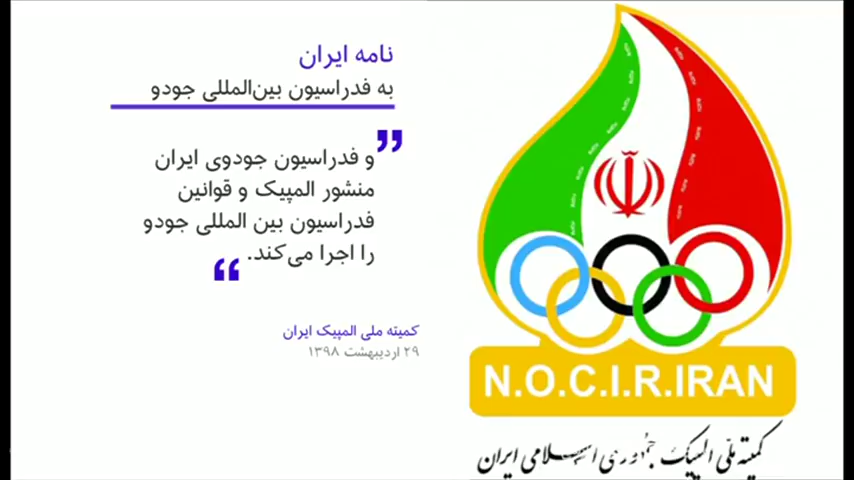 نامه ایران
به فدراسیون بین‌المللی جودو
"
و فدراسیون جودوی ایران
منشور المپیک و قوانین
فدراسیون بین المللی جودو
را اجرا می‌کند.
"
کمیته ملی المپیک ایران
۲۹ اردیبهشت ۱۳۹۸
N.O.C.I.R.IRAN
کمیته ملی المپیک جمهوری اسلامی ایران